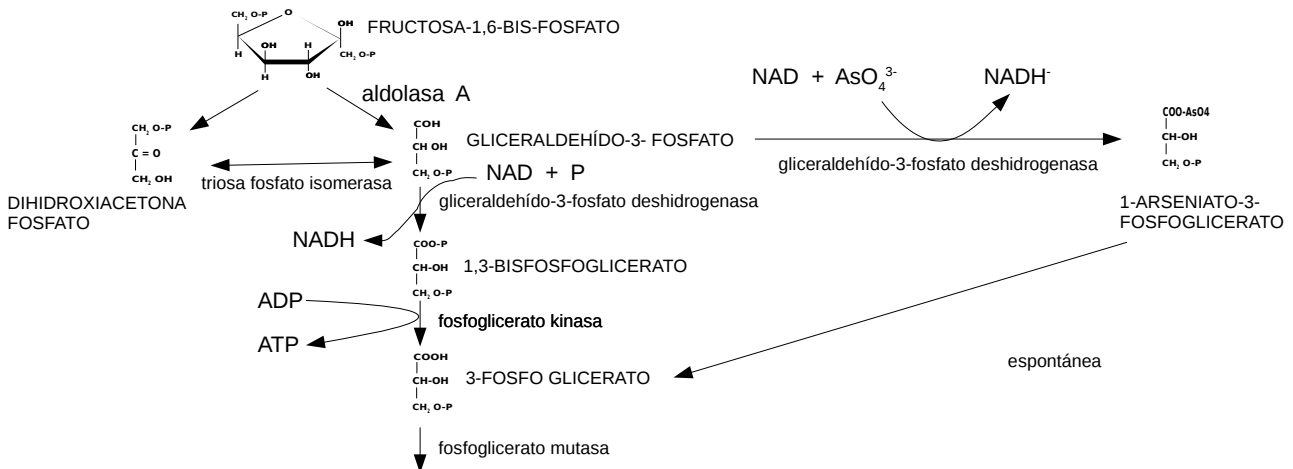 CH2 O-P
O
OH
FRUCTOSA-1,6-BIS-FOSFATO
H
OH
H
CH2 O-P
H
OH
aldolasa A
NAD + AsO4 3-
NADH-
CH2 O-P
C = O
CH2 OH
DIHIDROXIACETONA
FOSFATO
triosa fosfato isomerasa
COH
CH OH
CH2 O-P
GLICERALDEHÍDO-3- FOSFATO
gliceraldehído-3-fosfato deshidrogenasa
COO-AsO4
CH-OH
CH2 O-P
1-ARSENIATO-3-
FOSFOGLICERATO
NAD + P
gliceraldehído-3-fosfato deshidrogenasa
NADH
COO-P
CH-OH
CH2 O-P
1,3-BISFOSFOGLICERATO
ADP
fosfoglicerato kinasa
ATP
COOH
CH-OH
CH2 O-P
3-FOSFO GLICERATO
espontánea
fosfoglicerato mutasa